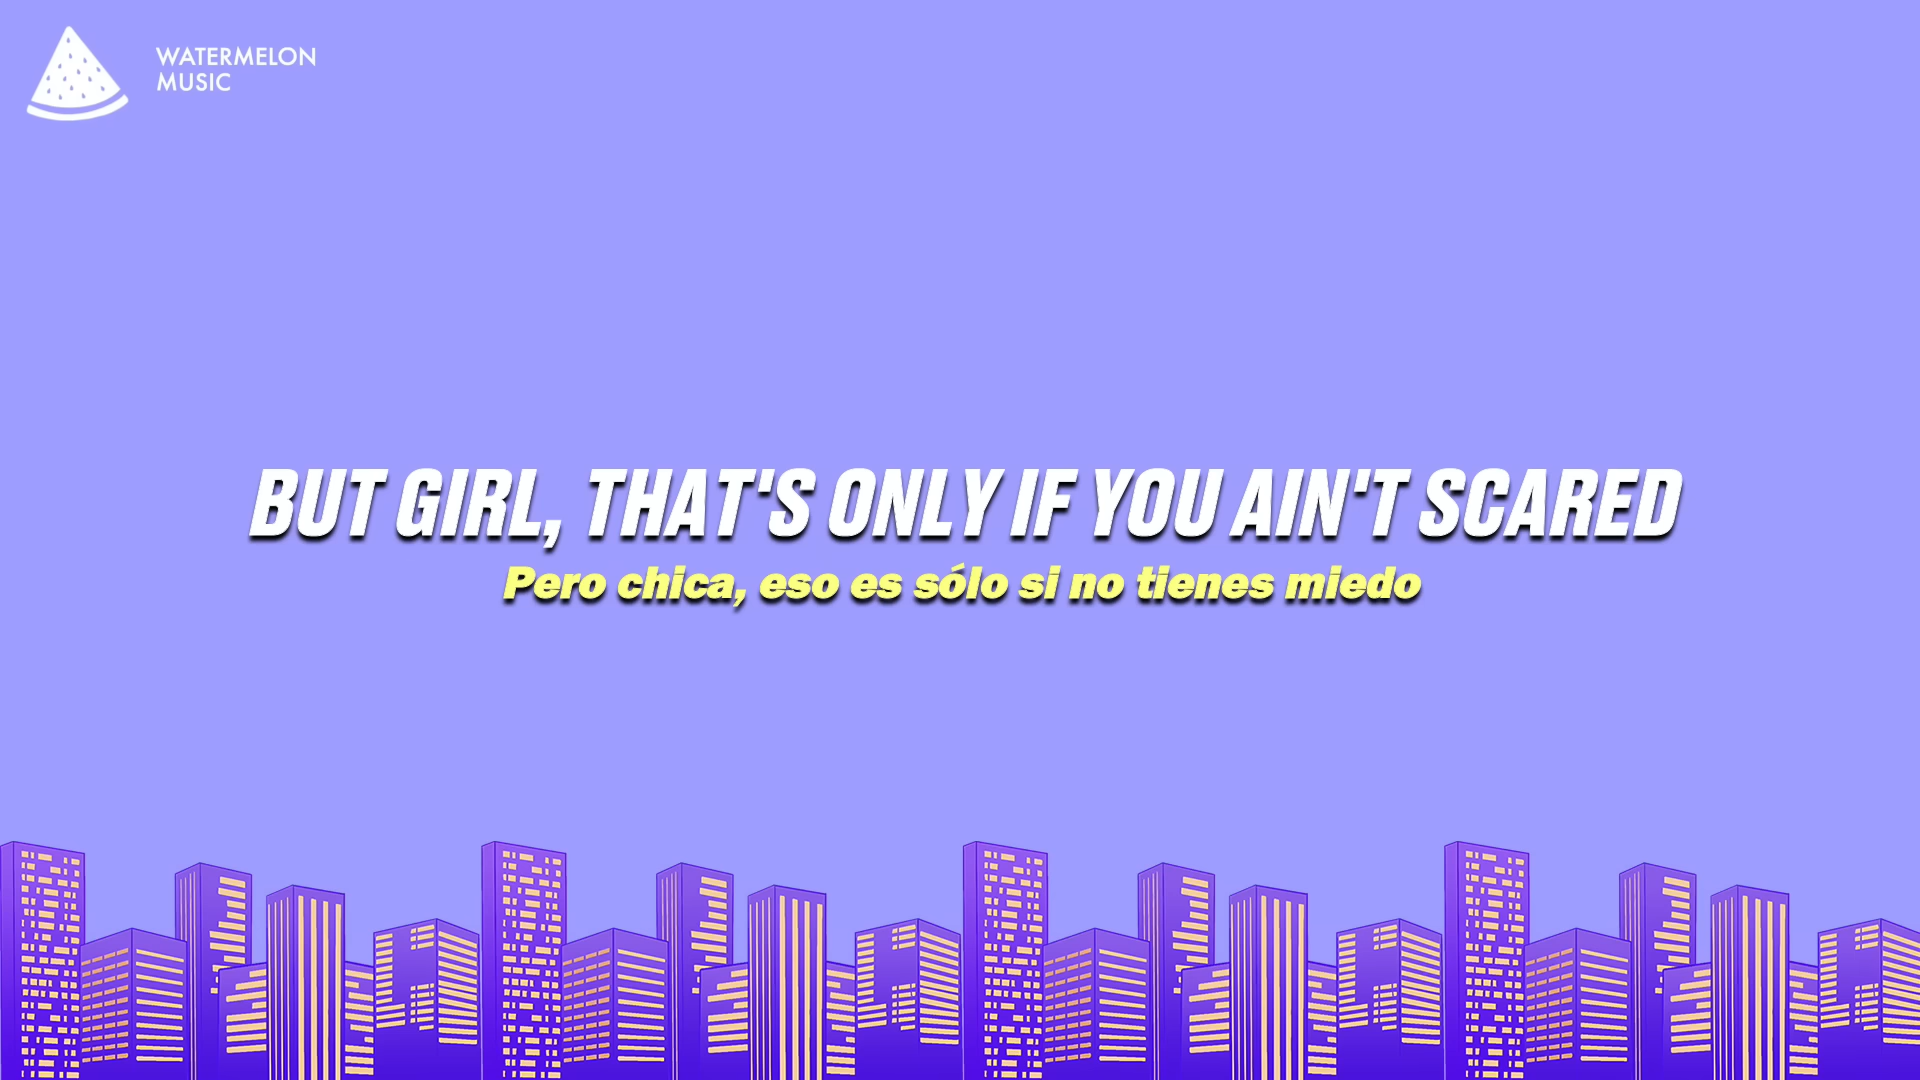 WATERMELON
MUSIC
BUT GIRL, THAT'S ONLY IF YOU AIN'T SCARED
Pero chica, eso es sólo si no tienes miedo